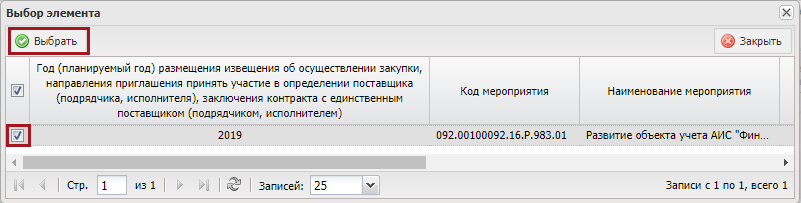 Выбор элемента
Выбрать
Закрыть
Год (планируемый год) размещения извещения об осуществлении закупки,
направления приглашения принять участие в определении поставщика
(подрядчика, исполнителя), заключения контракта с единственным
поставщиком (подрядчиком, исполнителем)
Код мероприятия
Наименование мероприятия
2019
092.00100092.16.Р.983.01
Развитие объекта учета АИС "Фин...
Стр. 1 из 1
Записей: 25
Записи с 1 по 1, всего 1